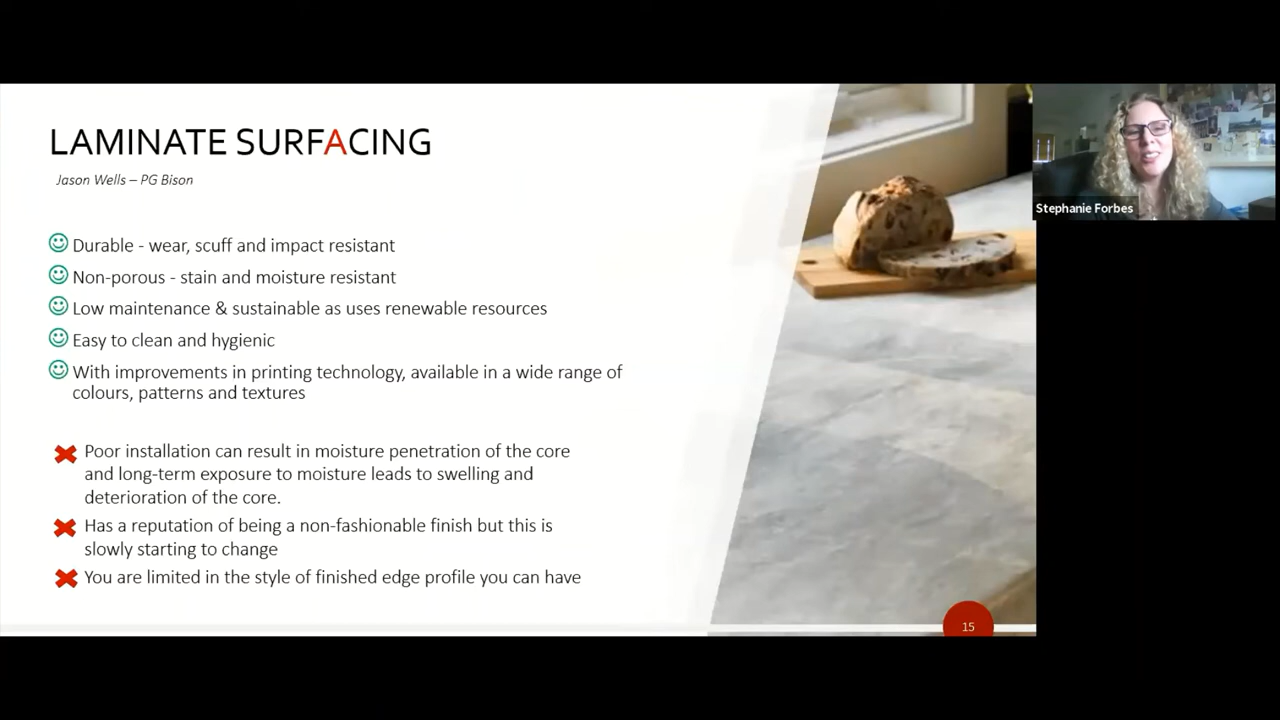 LAMINATE SURFACING
Jason Wells – PG Bison
Durable - wear, scuff and impact resistant
Non-porous - stain and moisture resistant
Low maintenance & sustainable as uses renewable resources
Easy to clean and hygienic
With improvements in printing technology, available in a wide range of
colours, patterns and textures
Poor installation can result in moisture penetration of the core
and long-term exposure to moisture leads to swelling and
deterioration of the core.
Has a reputation of being a non-fashionable finish but this is
slowly starting to change
You are limited in the style of finished edge profile you can have
15
Stephanie Forbes